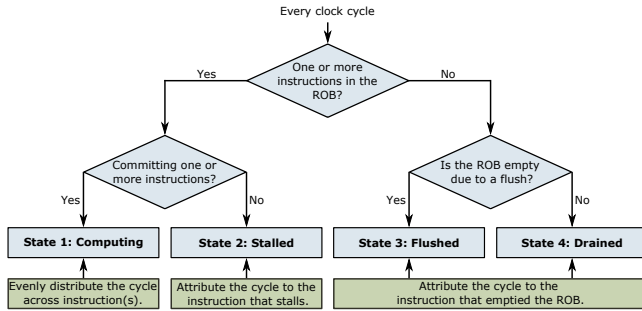 Every clock cycle
One or more
instructions in the
ROB?
Yes
No
Committing one or
more instructions?
Is the ROB empty
due to a flush?
Yes
No
Yes
No
State 1: Computing
State 2: Stalled
State 3: Flushed
State 4: Drained
Evenly distribute the cycle
across instruction(s).
Attribute the cycle to the
instruction that stalls.
Attribute the cycle to the
instruction that emptied the ROB.